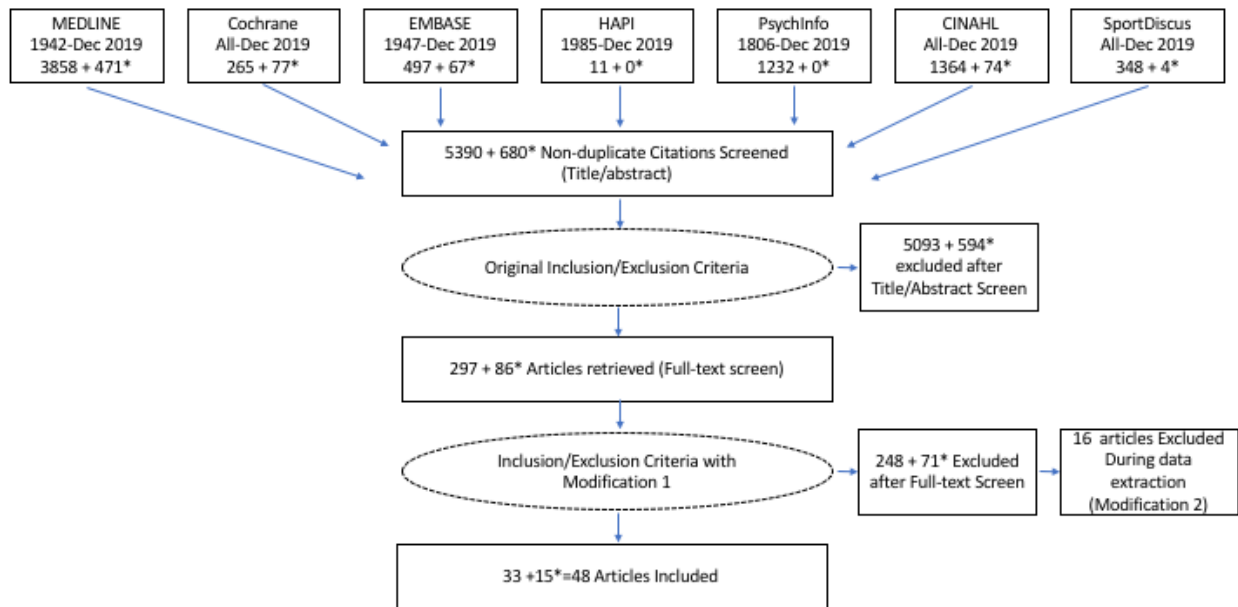 MEDLINE
1942-Dec 2019
3858 + 471*
Cochrane
All-Dec 2019
265 + 77*
EMBASE
1947-Dec 2019
497 + 67*
HAPI
1985-Dec 2019
11 + 0*
PsychInfo
1806-Dec 2019
1232 + 0*
CINAHL
All-Dec 2019
1364 + 74*
SportDiscus
All-Dec 2019
348 + 4*
5390 + 680* Non-duplicate Citations Screened
(Title/abstract)
Original Inclusion/Exclusion Criteria
5093 + 594*
excluded after
Title/Abstract Screen
297 + 86* Articles retrieved (Full-text screen)
Inclusion/Exclusion Criteria with
Modification 1
248 + 71* Excluded
after Full-text Screen
16 articles Excluded
During data
extraction
(Modification 2)
33 +15*=48 Articles Included